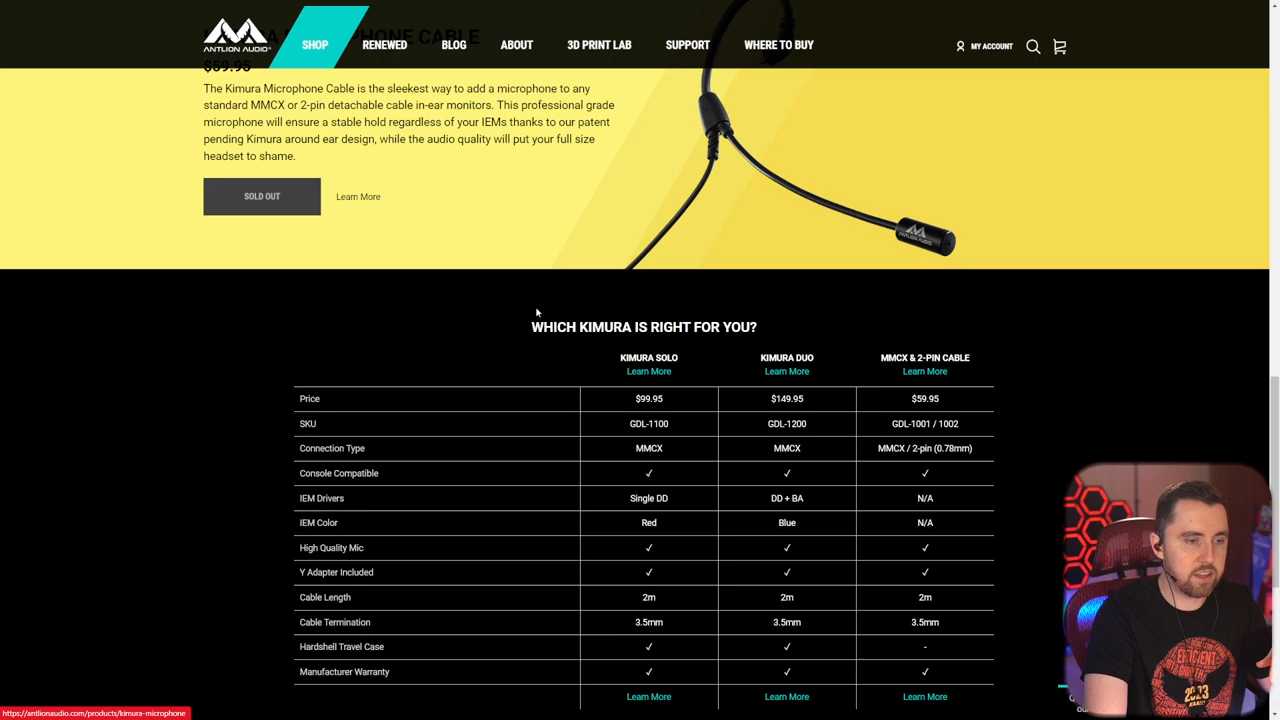 ANTLION AUDIO
SHOP
RENEWED
BLOG
ABOUT
3D PRINT LAB
SUPPORT
WHERE TO BUY
MY ACCOUNT
PHONE CABLE
$59.95
The Kimura Microphone Cable is the sleekest way to add a microphone to any
standard MMCX or 2-pin detachable cable in-ear monitors. This professional grade
microphone will ensure a stable hold regardless of your IEMs thanks to our patent
pending Kimura around ear design, while the audio quality will put your full size
headset to shame.
SOLD OUT
Learn More
ANTLION AUDIO
WHICH KIMURA IS RIGHT FOR YOU?
KIMURA SOLO KIMURA DUO MMCX & 2-PIN CABLE
Learn More Learn More Learn More
Price $99.95 $149.95 $59.95
SKU GDL-1100 GDL-1200 GDL-1001 / 1002
Connection Type MMCX MMCX MMCX / 2-pin (0.78mm)
Console Compatible ✓ ✓ ✓
IEM Drivers Single DD DD + BA N/A
IEM Color Red Blue N/A
High Quality Mic ✓ ✓ ✓
Y Adapter Included ✓ ✓ ✓
Cable Length 2m 2m 2m
Cable Termination 3.5mm 3.5mm 3.5mm
Hardshell Travel Case ✓ ✓ -
Manufacturer Warranty ✓ ✓ ✓
Learn More Learn More Learn More
EFFICIENT
2023
https://antlionaudio.com/products/kimura-microphone